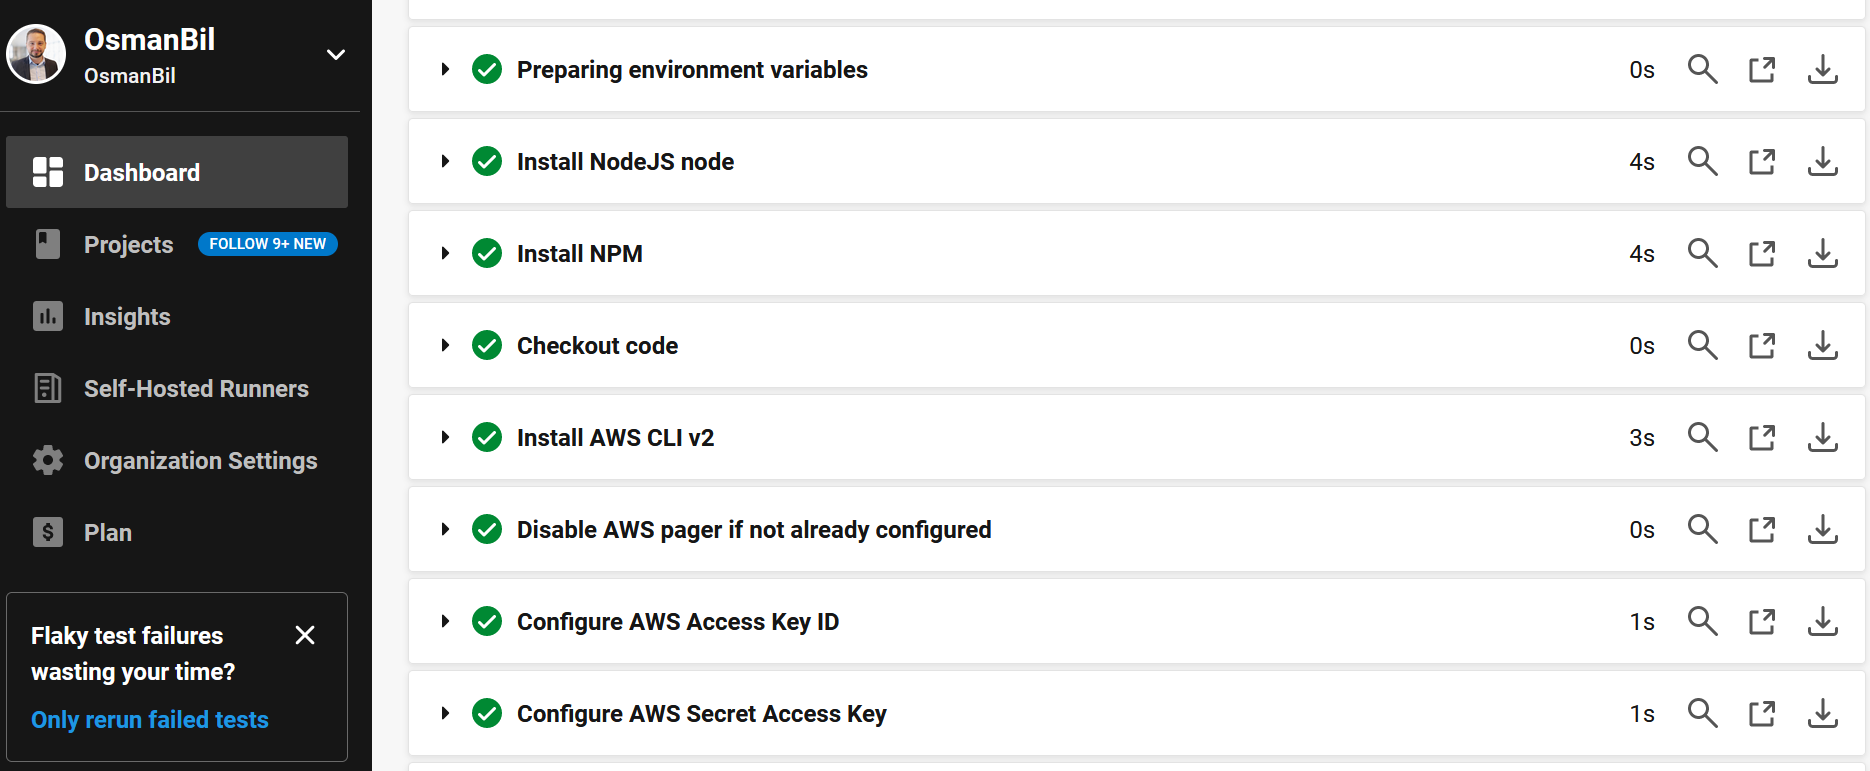 OsmanBil
OsmanBil
Dashboard
Projects FOLLOW 9+ NEW
Insights
Self-Hosted Runners
Organization Settings
Plan
Flaky test failures
wasting your time?
Only rerun failed tests
Preparing environment variables 0s
Install NodeJS node 4s
Install NPM 4s
Checkout code 0s
Install AWS CLI v2 3s
Disable AWS pager if not already configured 0s
Configure AWS Access Key ID 1s
Configure AWS Secret Access Key 1s